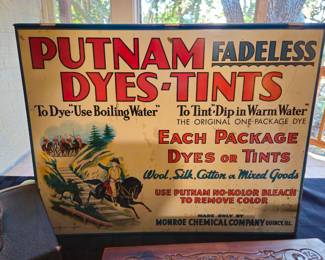 PUTNAM FADELESS
DYES-TINTS
To Dye "Use Boiling Water" To Tint "Dip in Warm Water"
THE ORIGINAL ONE-PACKAGE DYE
EACH PACKAGE
DYES OR TINTS
Wool, Silk, Cotton or Mixed Goods
USE PUTNAM NO-KOLOR BLEACH
TO REMOVE COLOR
MADE ONLY BY
MONROE CHEMICAL COMPANY QUINCY, ILL.